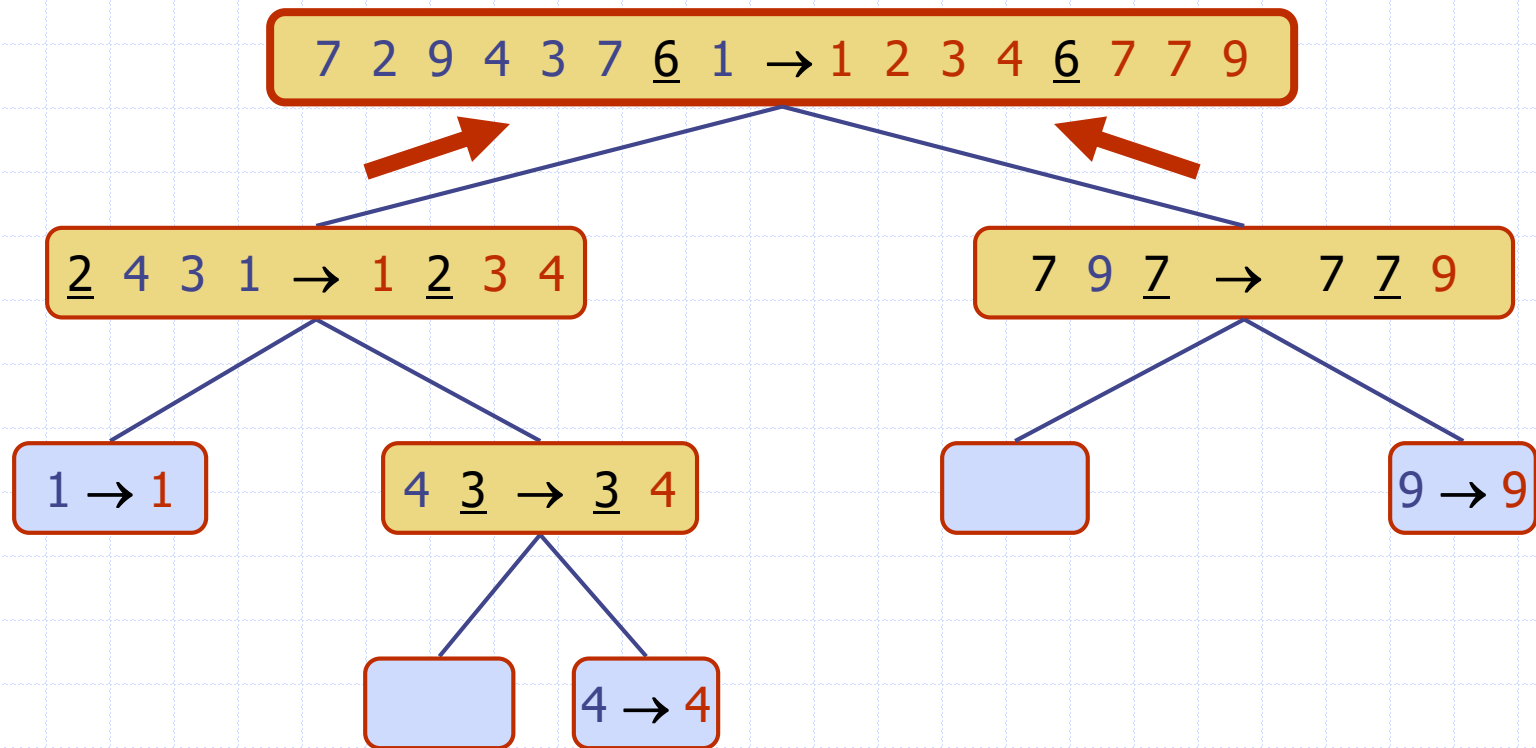 7 2 9 4 3 7 6 1 → 1 2 3 4 6 7 7 9
2 4 3 1 → 1 2 3 4
7 9 7 → 7 7 9
1 → 1
4 3 → 3 4
9 → 9
4 → 4